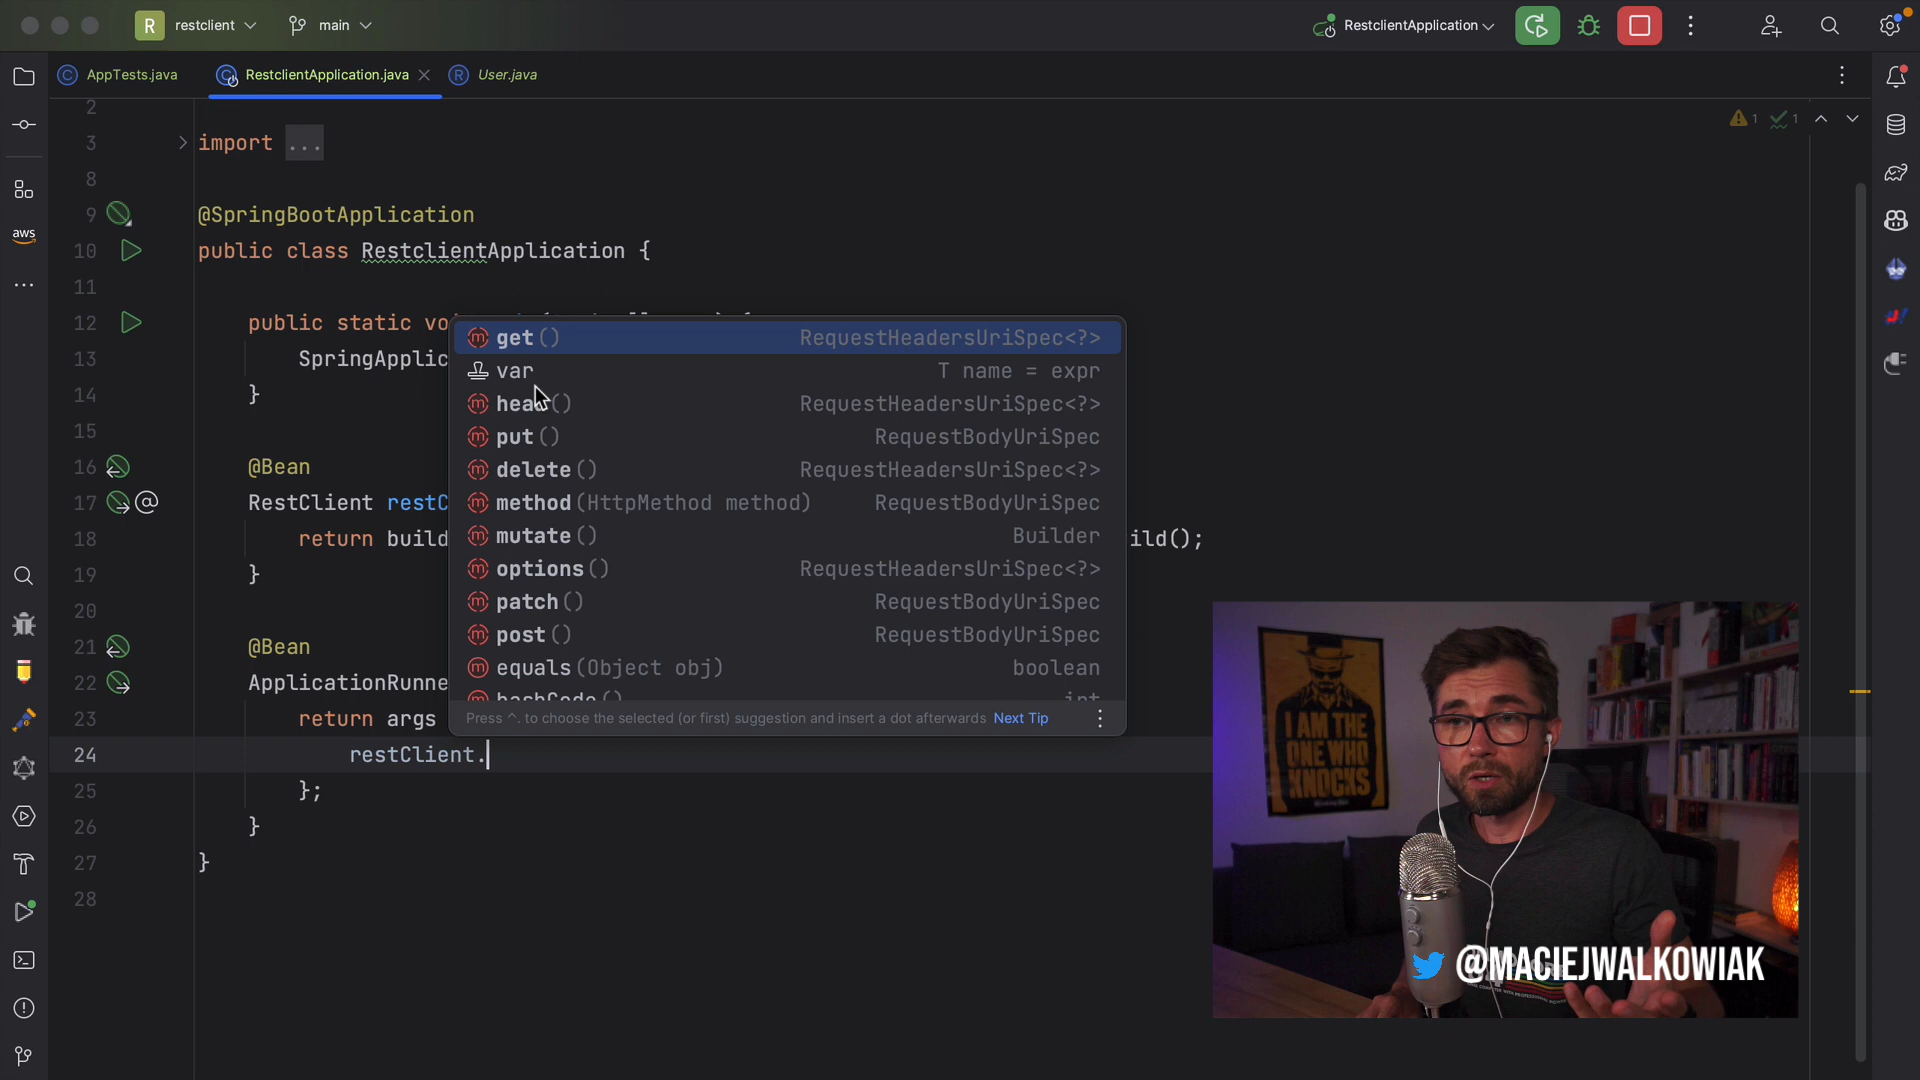 R restclient main RestclientApplication
AppTests.java RestclientApplication.java User.java
aws
2
3 import ...
1 1
8
9 @SpringBootApplication
10 public class RestclientApplication {
11
12 public static vo
13 SpringApplic
14 }
15
16 @Bean
17 RestClient restC
18 return build ild();
19 }
20
21 @Bean
22 ApplicationRunne
23 return args
24 restClient.
25 };
26 }
27 }
28
get() RequestHeadersUriSpec<?>
var T name = expr
head() RequestHeadersUriSpec<?>
put() RequestBodyUriSpec
delete() RequestHeadersUriSpec<?>
method(HttpMethod method) RequestBodyUriSpec
mutate() Builder
options() RequestHeadersUriSpec<?>
patch() RequestBodyUriSpec
post() RequestBodyUriSpec
equals(Object obj) boolean
hashCode() int
Press ^. to choose the selected (or first) suggestion and insert a dot afterwards Next Tip
I AM THE
ONE WHO
KNOCKS
@MACIEJWALKOWIAK